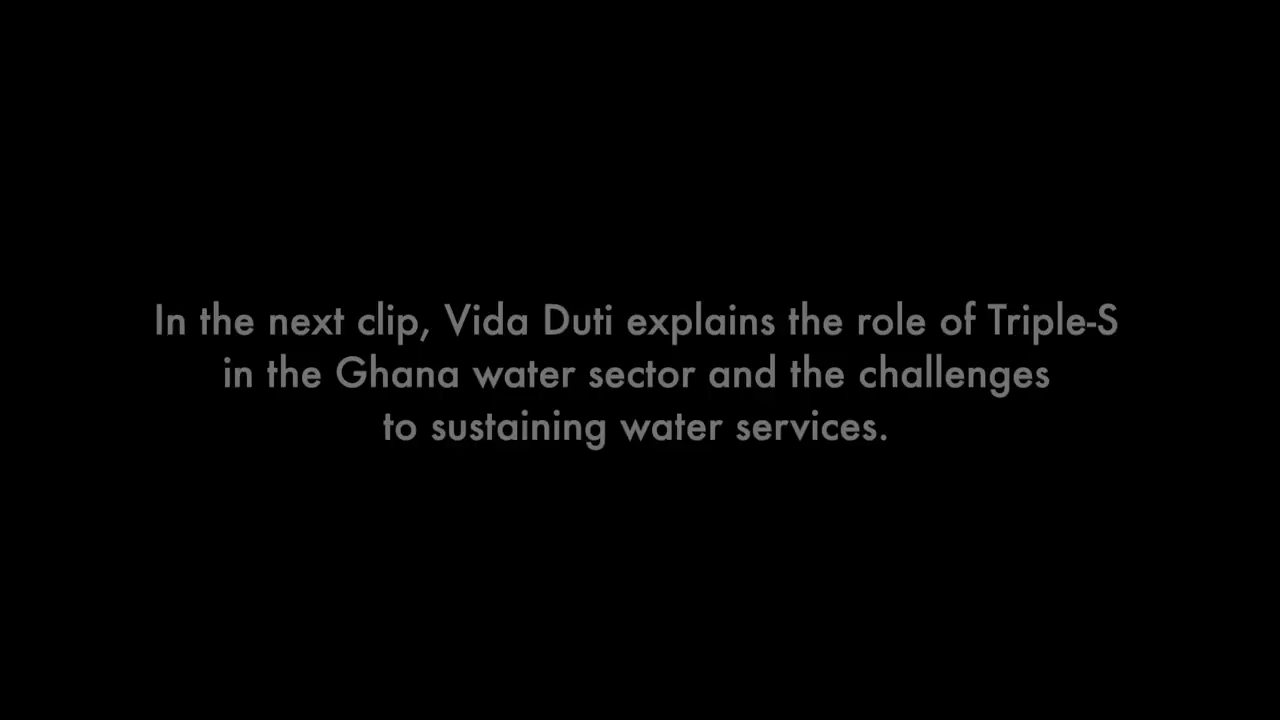 In the next clip, Vida Duti explains the role of Triple-S
in the Ghana water sector and the challenges
to sustaining water services.